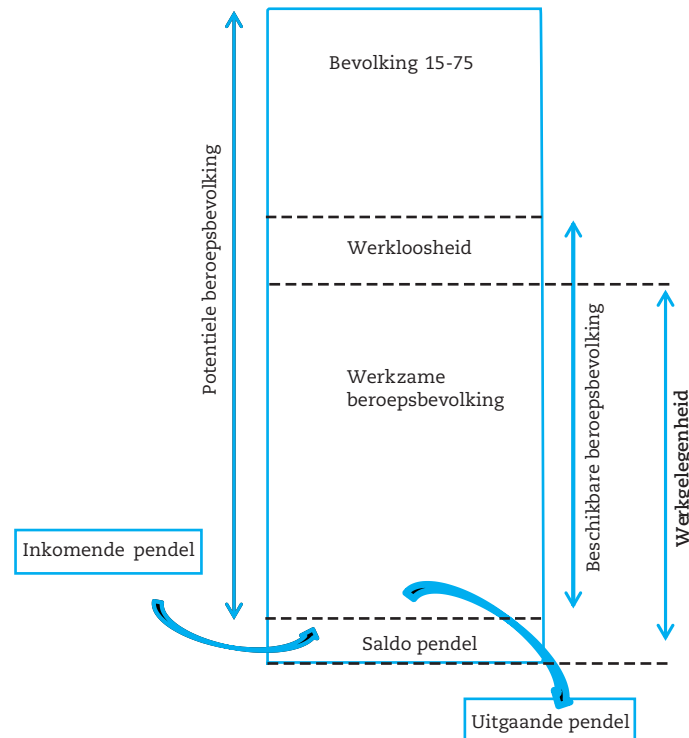 Bevolking 15-75
Potentiele beroepsbevolking
Werkloosheid
Werkzame
beroepsbevolking
Beschikbare beroepsbevolking
Werkgelegenheid
Inkomende pendel
Saldo pendel
Uitgaande pendel